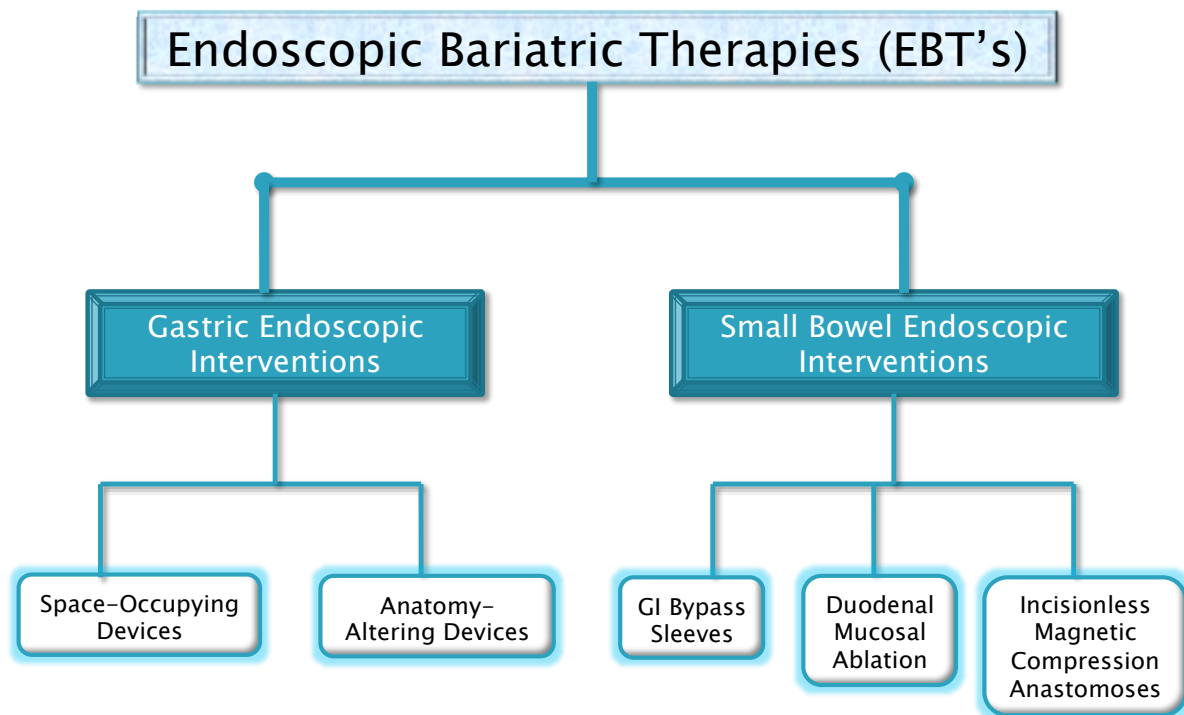 Endoscopic Bariatric Therapies (EBT’s)
Gastric Endoscopic
Interventions
Small Bowel Endoscopic
Interventions
Space-Occupying
Devices
Anatomy-
Altering Devices
GI Bypass
Sleeves
Duodenal
Mucosal
Ablation
Incisionless
Magnetic
Compression
Anastomoses